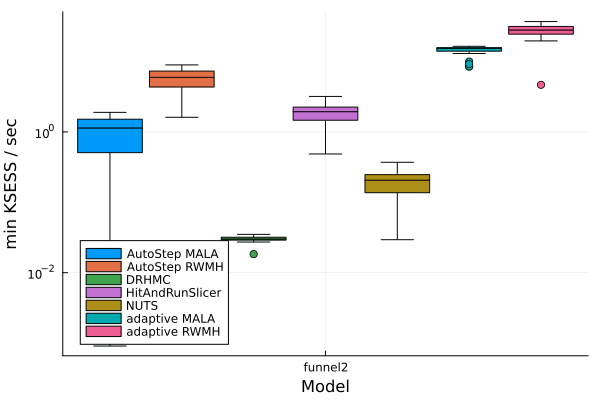 min KSESS / sec
10^0
10^−2
AutoStep MALA
AutoStep RWMH
DRHMC
HitAndRunSlicer
NUTS
adaptive MALA
adaptive RWMH
funnel2
Model